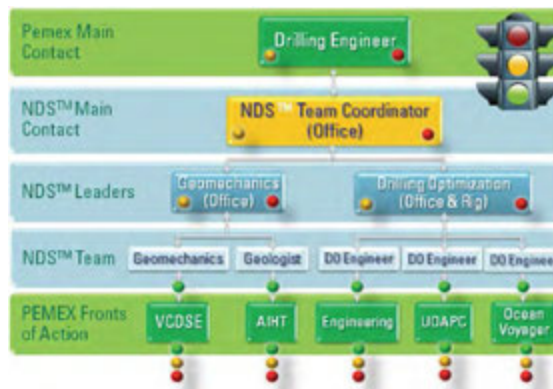 Pemex Main
Contact
Drilling Engineer
NDS™ Main
Contact
NDS™ Team Coordinator
(Office)
NDS™ Leaders
Geomechanics
(Office)
Drilling Optimization
(Office & Rig)
NDS™ Team
Geomechanics
Geologist
DO Engineer
DO Engineer
DO Enginee
PEMEX Fronts
of Action
VCDSE
AIHT
Engineering
UOAPC
Ocean
Voyager